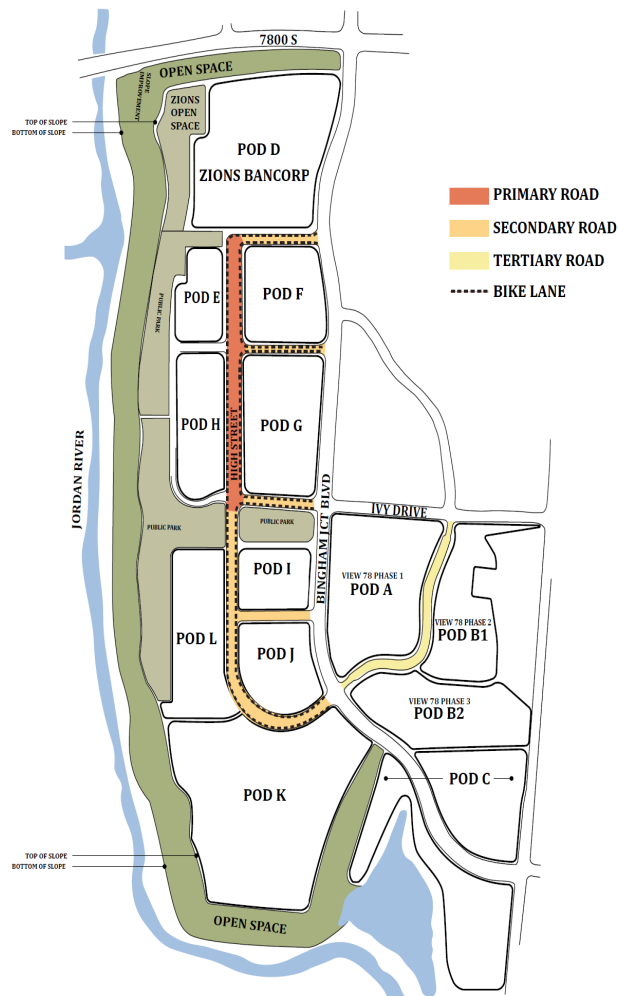 7800 S
OPEN SPACE
SLOPE
IMPROVEMENT
ZIONS
OPEN
SPACE
TOP OF SLOPE
BOTTOM OF SLOPE
POD D
ZIONS BANCORP
PRIMARY ROAD
SECONDARY ROAD
TERTIARY ROAD
BIKE LANE
POD E
POD F
PUBLIC PARK
POD H
HIGH STREET
POD G
JORDAN RIVER
BINGHAM JCT BLVD
IVY DRIVE
PUBLIC PARK
PUBLIC PARK
POD I
VIEW 78 PHASE 1
POD A
VIEW 78 PHASE 2
POD B1
POD L
POD J
VIEW 78 PHASE 3
POD B2
POD C
POD K
TOP OF SLOPE
BOTTOM OF SLOPE
OPEN SPACE